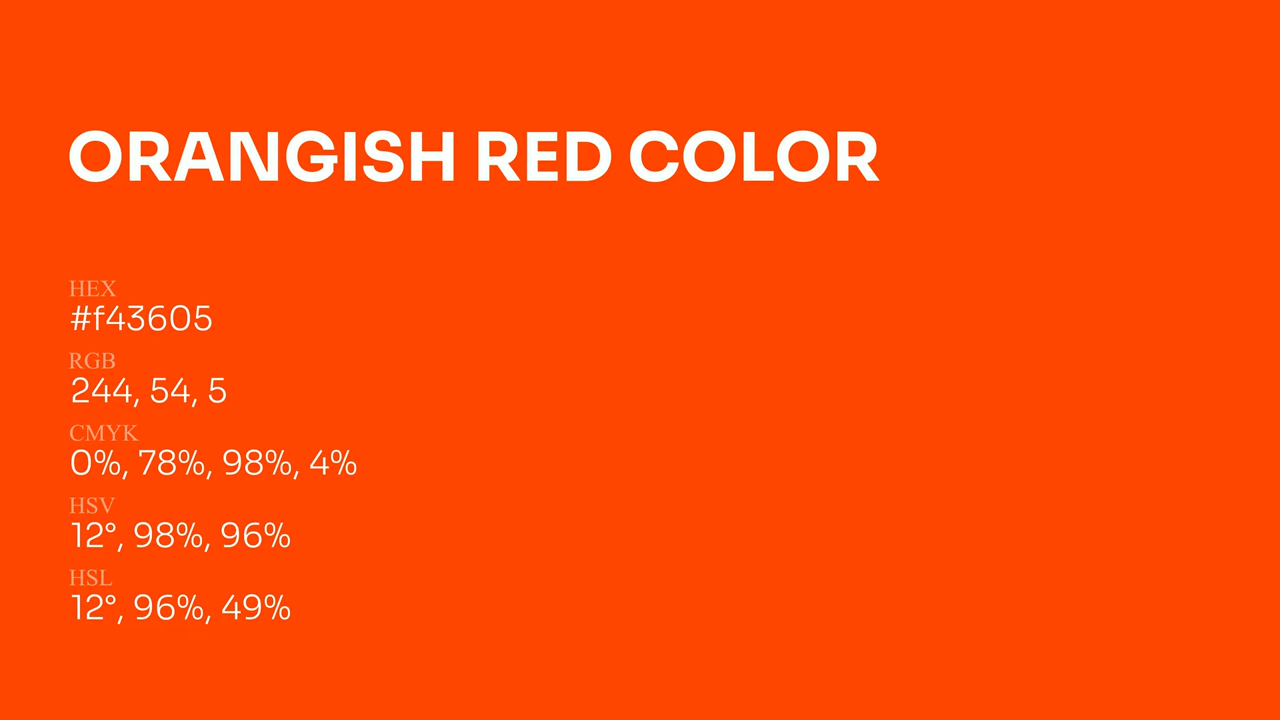 ORANGISH RED COLOR
HEX
#f43605
RGB
244, 54, 5
CMYK
0%, 78%, 98%, 4%
HSV
12°, 98%, 96%
HSL
12°, 96%, 49%